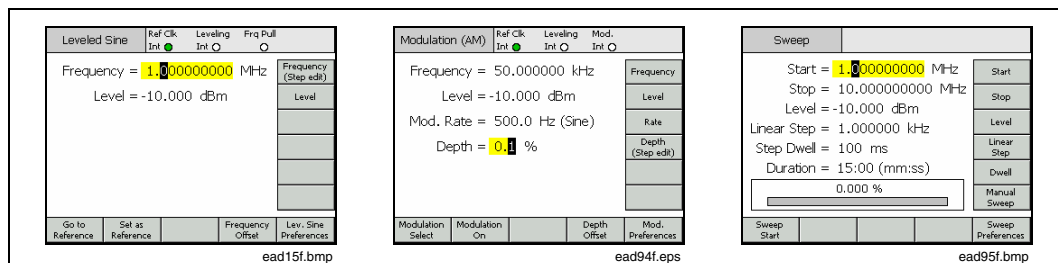 Leveled Sine
Ref Clk Leveling Frq Pull
Int Int
Frequency = 1.000000000 MHz
Level = -10.000 dBm
Frequency
(Step edit)
Level
Go to
Reference
Set as
Reference
Frequency
Offset
Lev. Sine
Preferences
ead15f.bmp
Modulation (AM)
Ref Clk Leveling Mod.
Int Int Int
Frequency = 50.000000 kHz
Level = -10.000 dBm
Mod. Rate = 500.0 Hz (Sine)
Depth = 0.1 %
Frequency
Level
Rate
Depth
(Step edit)
Modulation
Select
Modulation
On
Depth
Offset
Mod.
Preferences
ead94f.eps
Sweep
Start = 1.000000000 MHz
Stop = 10.000000000 MHz
Level = -10.000 dBm
Linear Step = 1.000000 kHz
Step Dwell = 100 ms
Duration = 15:00 (mm:ss)
0.000 %
Start
Stop
Level
Linear
Step
Dwell
Manual
Sweep
Sweep
Start
Sweep
Preferences
ead95f.bmp